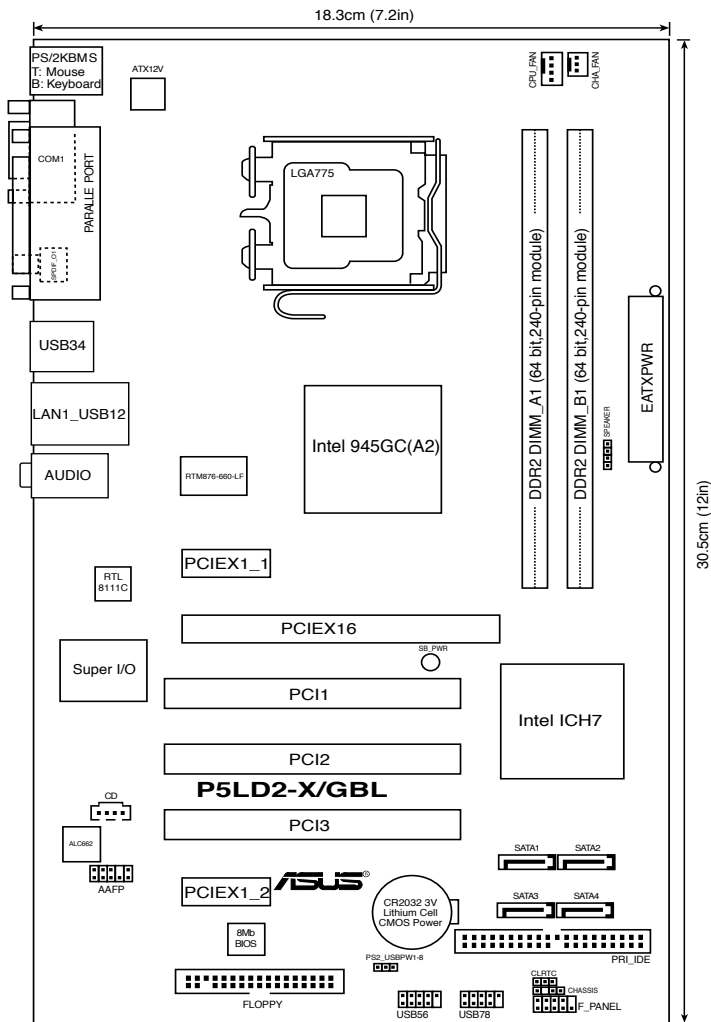 18.3cm (7.2in)
PS/2KBMS
T: Mouse
B: Keyboard
ATX12V
CPU_FAN
CHA_FAN
COM1
PARALLE PORT
SPDIF_O1
LGA775
DDR2 DIMM_A1 (64 bit,240-pin module)
DDR2 DIMM_B1 (64 bit,240-pin module)
EATXPWR
SPEAKER
30.5cm (12in)
USB34
LAN1_USB12
AUDIO
Intel 945GC(A2)
RTM876-660-LF
PCIEX1_1
RTL
8111C
PCIEX16
SB_PWR
Super I/O
PCI1
Intel ICH7
PCI2
P5LD2-X/GBL
CD
PCI3
ALC662
AAFP
SATA1
SATA2
PCIEX1_2
ASUS®
CR2032 3V
Lithium Cell
CMOS Power
SATA3
SATA4
8Mb
BIOS
PRI_IDE
PS2_USBPW1-8
FLOPPY
CLRTC
CHASSIS
USB56
USB78
F_PANEL